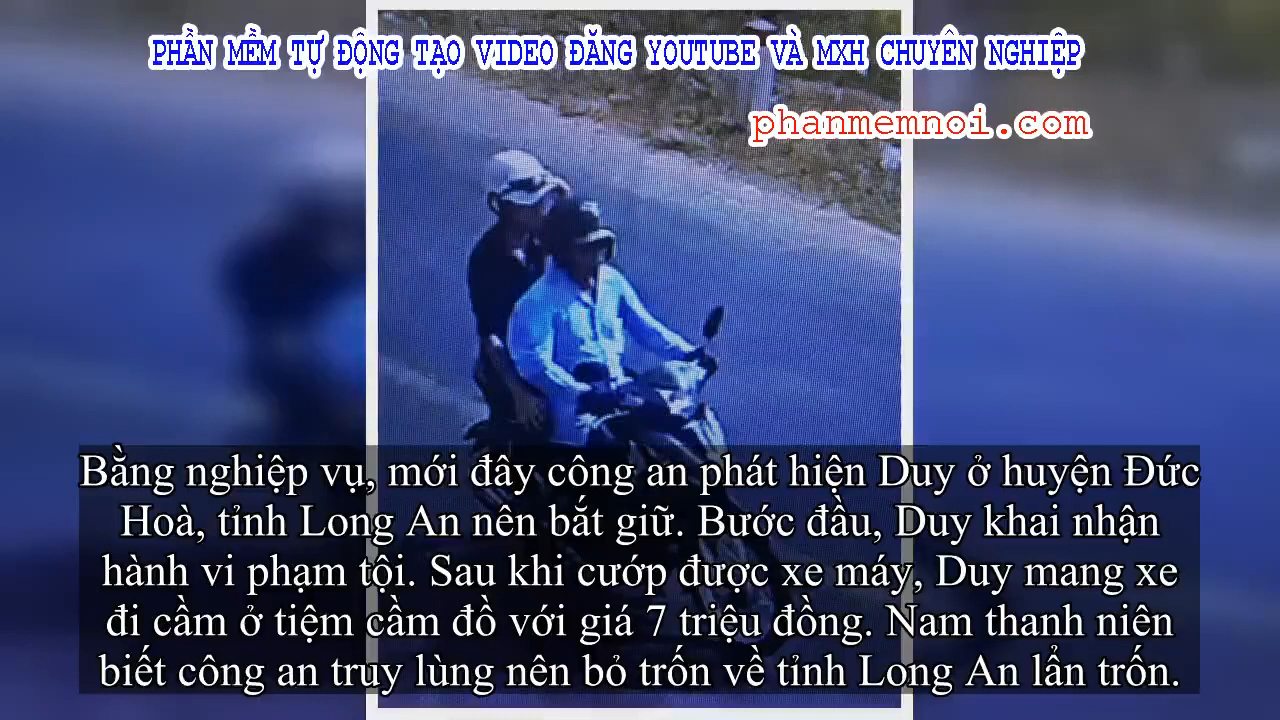 PHẦN MỀM TỰ ĐỘNG TẠO VIDEO ĐĂNG YOUTUBE VÀ MXH CHUYÊN NGHIỆP
phanmemnoi.com
Bằng nghiệp vụ, mới đây công an phát hiện Duy ở huyện Đức
Hoà, tỉnh Long An nên bắt giữ. Bước đầu, Duy khai nhận
hành vi phạm tội. Sau khi cướp được xe máy, Duy mang xe
đi cầm ở tiệm cầm đồ với giá 7 triệu đồng. Nam thanh niên
biết công an truy lùng nên bỏ trốn về tỉnh Long An lẩn trốn.